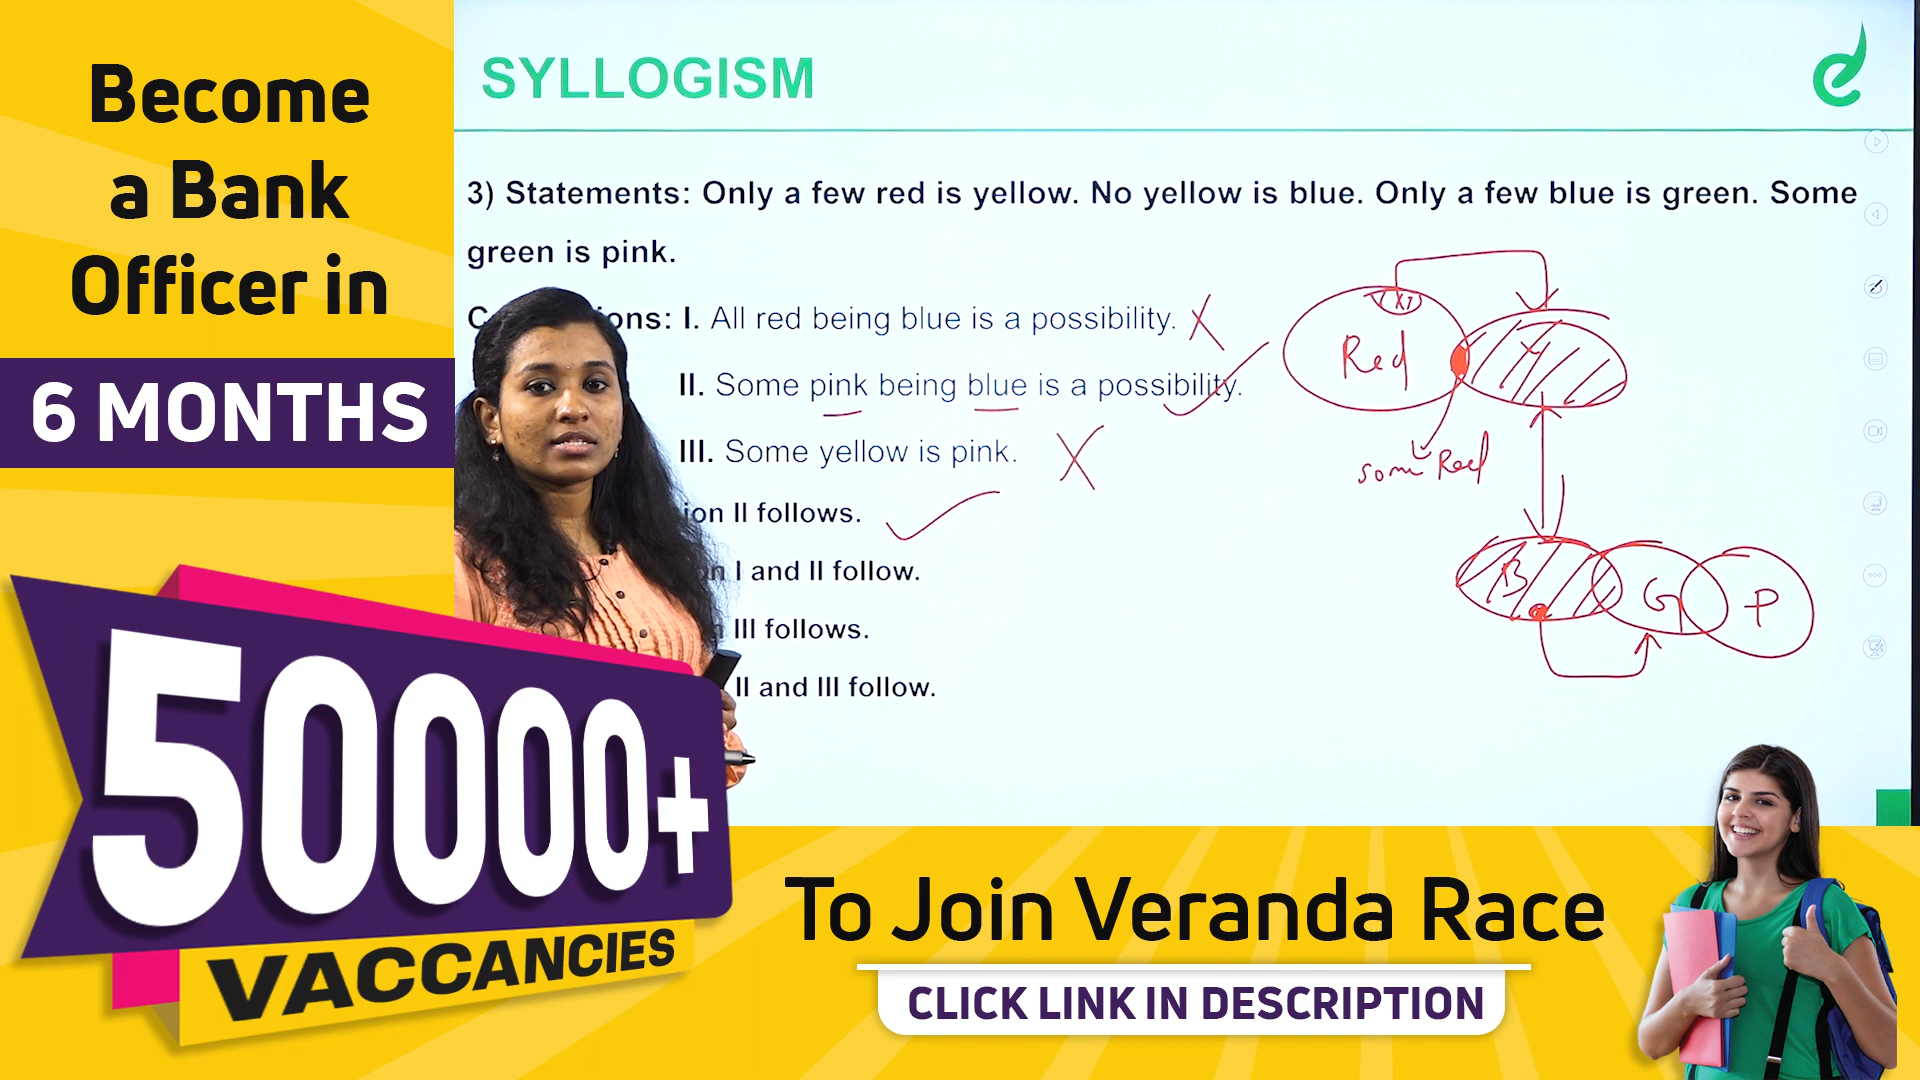 Become
a Bank
Officer in
6 MONTHS
50000+
VACCANCIES
SYLLOGISM
3) Statements: Only a few red is yellow. No yellow is blue. Only a few blue is green. Some
green is pink.
ions: I. All red being blue is a possibility.
II. Some pink being blue is a possibility.
III. Some yellow is pink.
ion II follows.
I and II follow.
III follows.
II and III follow.
Red
some Red
B
G
P
To Join Veranda Race
CLICK LINK IN DESCRIPTION